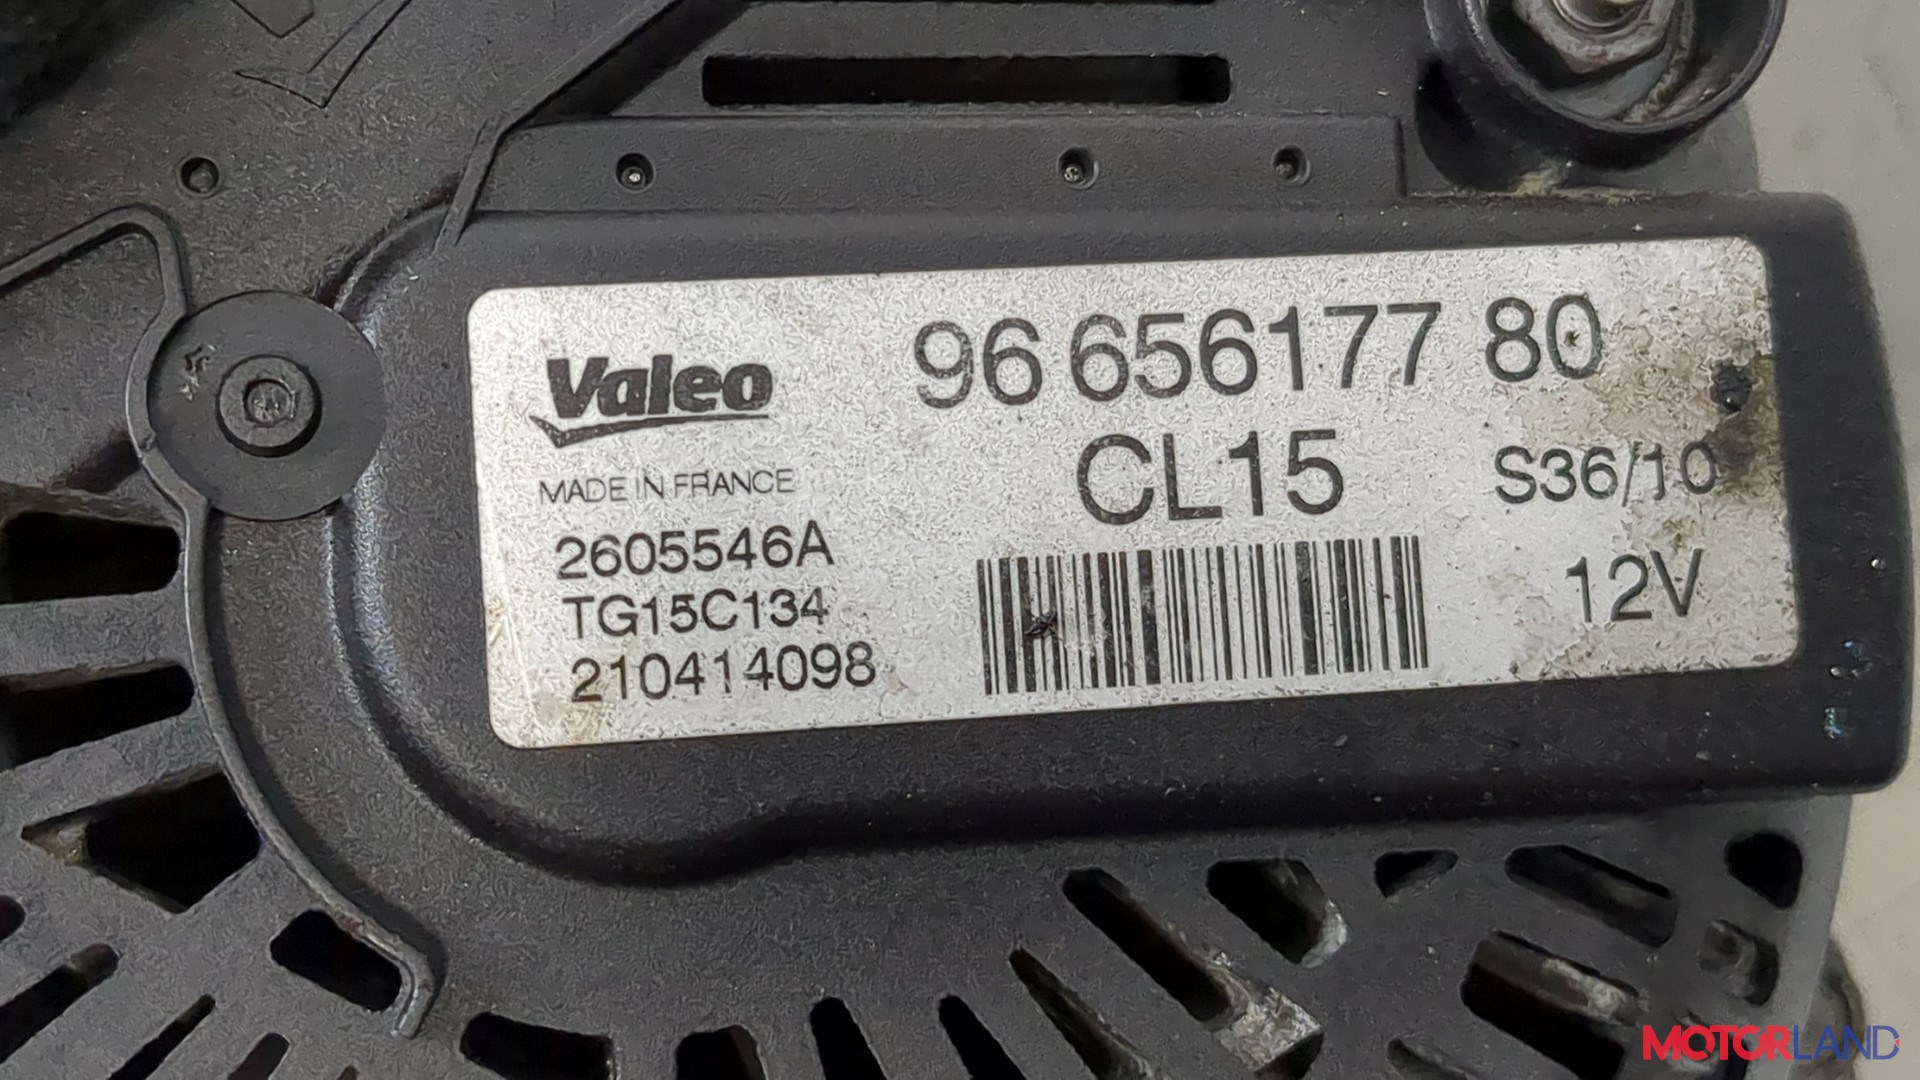 Valeo
96 656177 80
CL15
S36/10
MADE IN FRANCE
2605546A
TG15C134
210414098
12V
MOTORLAND